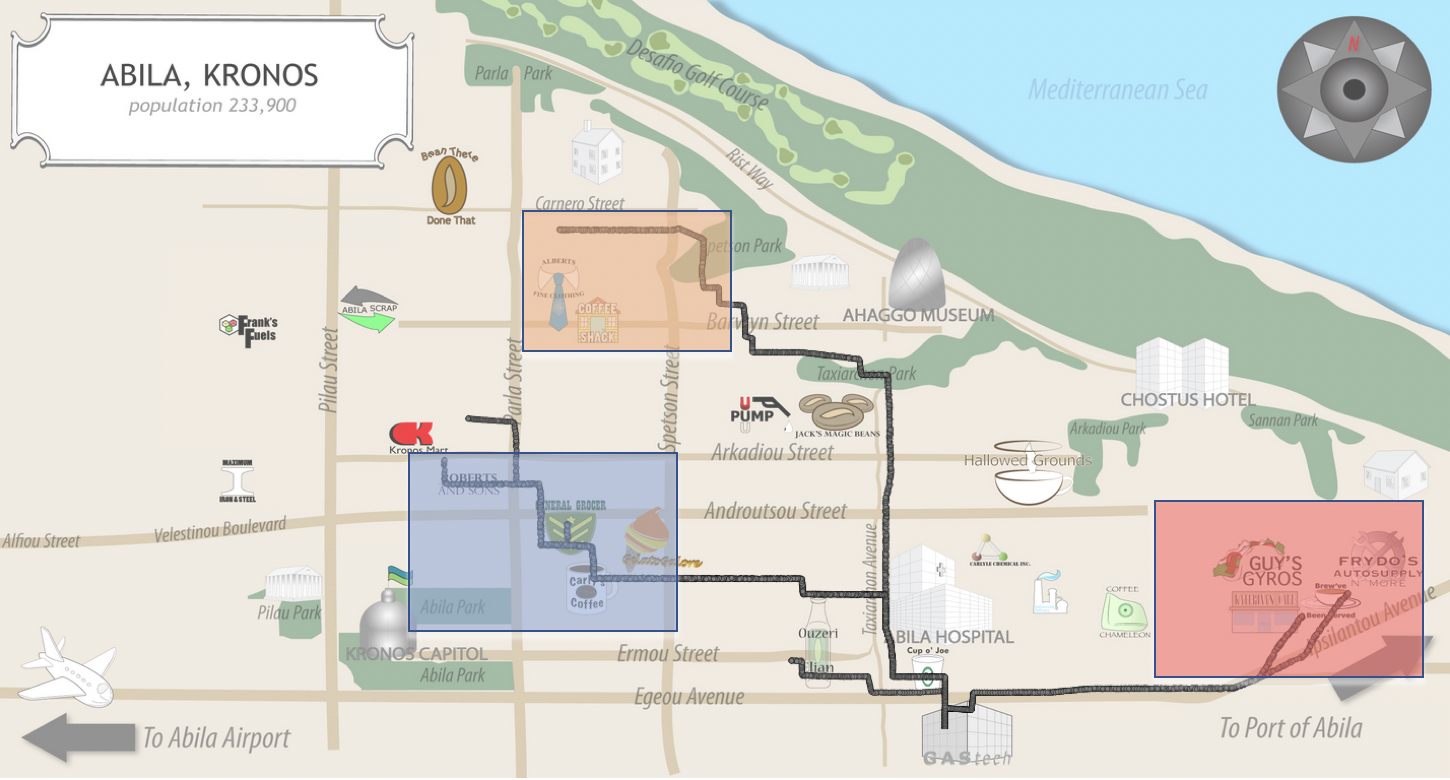 ABILA, KRONOS
population 233,900
N
Mediterranean Sea
Desafio Golf Course
Parla Park
Rist Way
Bean There
Done That
Carnero Street
Spetson Park
ALBERTS
FINE CLOTHING
COFFEE
SHACK
ABILA SCRAP
Frank's
Fuels
Barwyn Street
AHAGGO MUSEUM
Pilau Street
Parla Street
Spetson Street
Taxiarchon Park
CHOSTUS HOTEL
U
PUMP
JACK'S MAGIC BEANS
Arkadiou Park
Sannan Park
Kronos Mart
Arkadiou Street
Hallowed Grounds
MAXIMUM
IRON & STEEL
ROBERTS
AND SONS
GENERAL GROCER
Androutsou Street
Alfiou Street
Velestinou Boulevard
Gelatogalore
Carly's
Coffee
Taxiarchon Avenue
CARLYLE CHEMICAL INC.
GUY'S
GYROS
FRYDO'S
AUTOSUPPLY
N' MORE
Brew've
Been Served
KATERINA'S CAFÉ
COFFEE
CHAMELEON
Ipsilantou Avenue
Pilau Park
Abila Park
Ouzeri
Elian
ABILA HOSPITAL
Cup o' Joe
KRONOS CAPITOL
Ermou Street
Abila Park
Egeou Avenue
To Abila Airport
To Port of Abila
GAStech